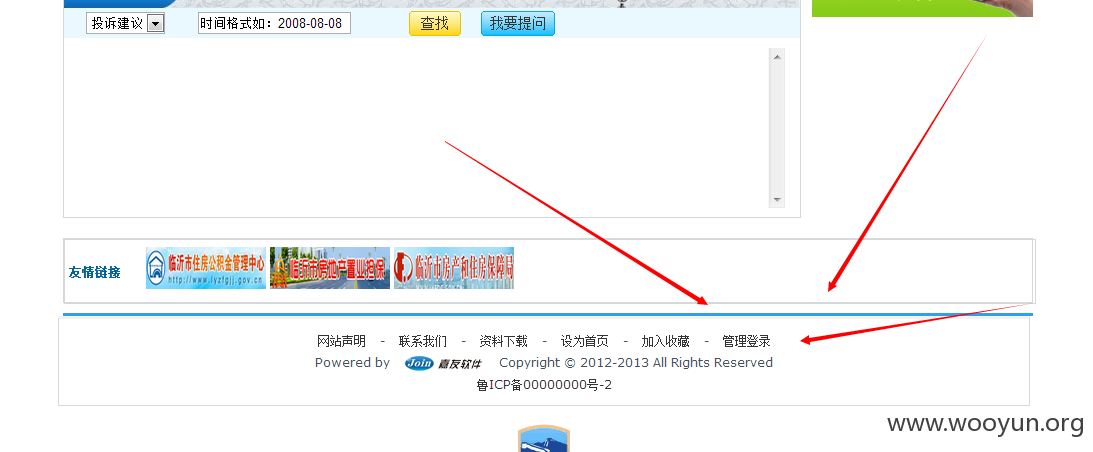 投诉建议 时间格式如：2008-08-08 查找 我要提问
友情链接 临沂市住房公积金管理中心 临沂市房地产置业担保 临沂市房产和住房保障局
http://www.lyzfgjj.gov.cn
网站声明 - 联系我们 - 资料下载 - 设为首页 - 加入收藏 - 管理登录
Powered by Join 嘉友软件 Copyright © 2012-2013 All Rights Reserved
鲁ICP备00000000号-2
www.wooyun.org